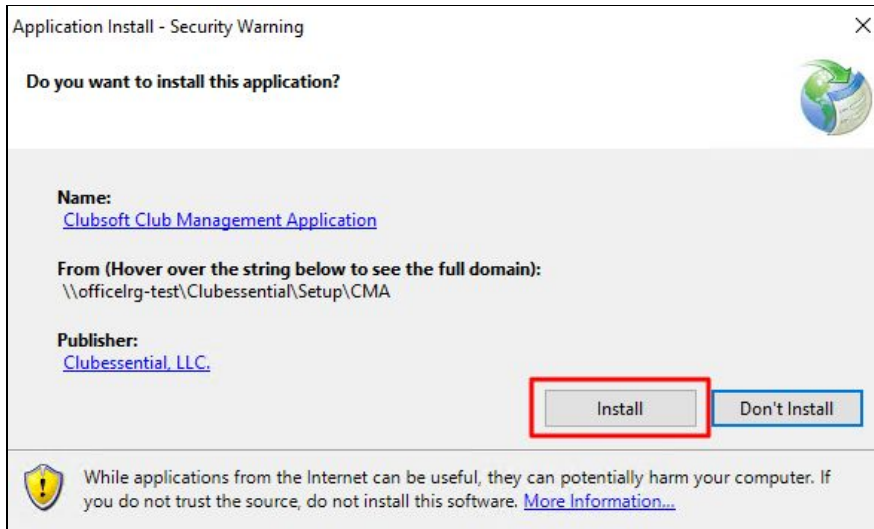 Application Install - Security Warning
Do you want to install this application?
Name:
Clubsoft Club Management Application
From (Hover over the string below to see the full domain):
\\officelrg-test\Clubessential\Setup\CMA
Publisher:
Clubessential, LLC.
Install
Don't Install
While applications from the Internet can be useful, they can potentially harm your computer. If
you do not trust the source, do not install this software. More Information...